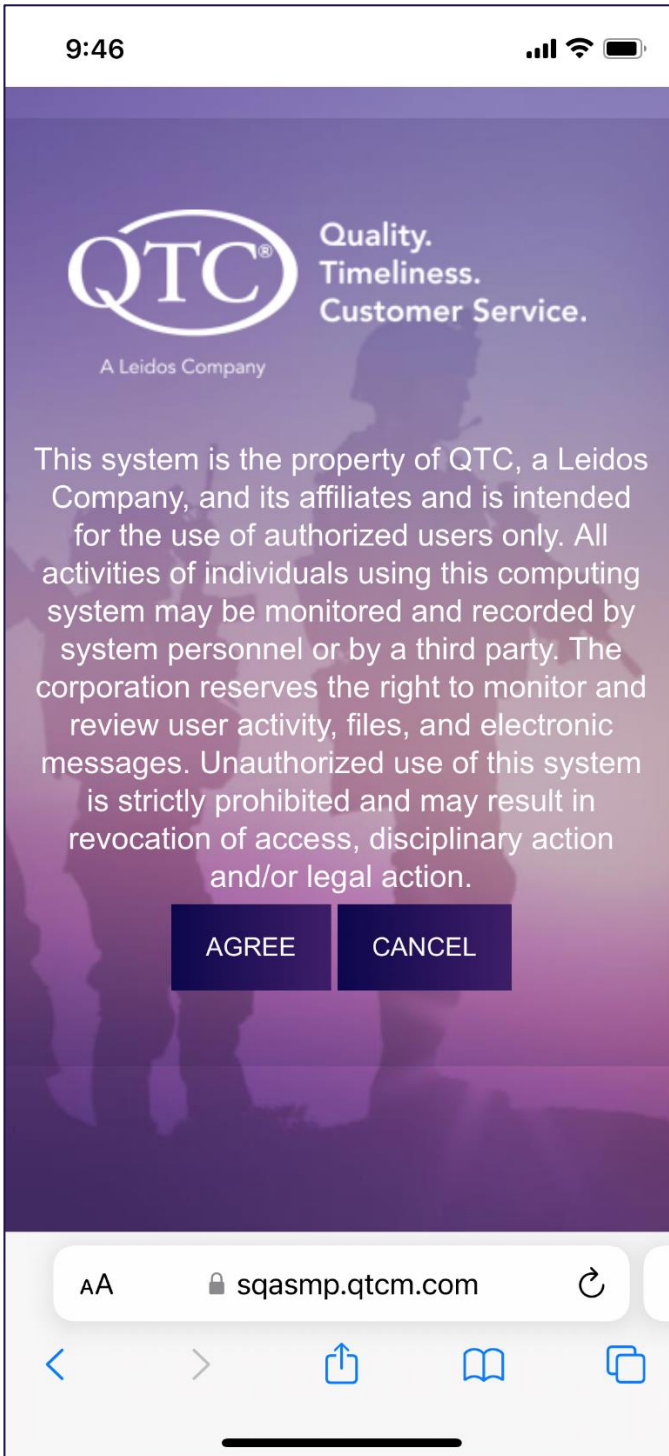 9:46
QTC®
Quality.
Timeliness.
Customer Service.
A Leidos Company
This system is the property of QTC, a Leidos
Company, and its affiliates and is intended
for the use of authorized users only. All
activities of individuals using this computing
system may be monitored and recorded by
system personnel or by a third party. The
corporation reserves the right to monitor and
review user activity, files, and electronic
messages. Unauthorized use of this system
is strictly prohibited and may result in
revocation of access, disciplinary action
and/or legal action.
AGREE CANCEL
AA sqasmp.qtcm.com